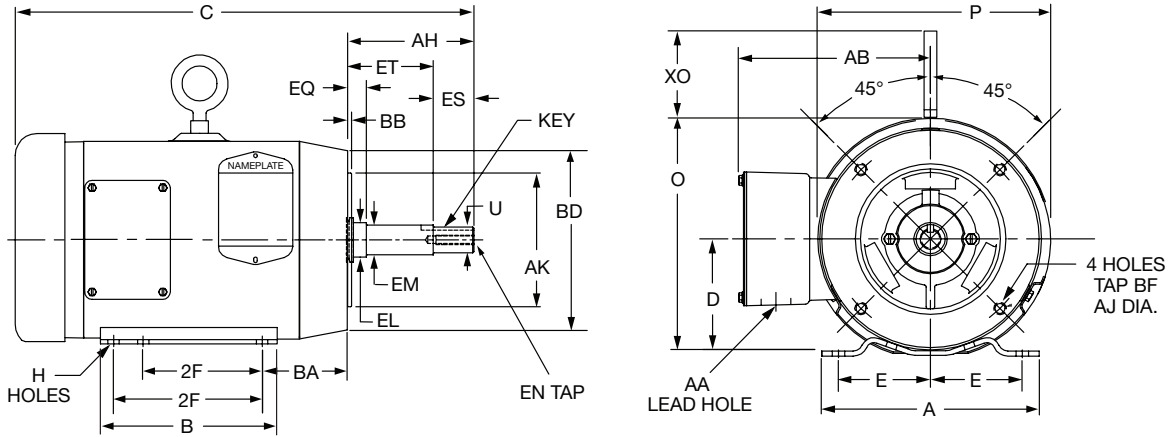 C
AH
ET
EQ
ES
BB
KEY
NAMEPLATE
U
BD
AK
EM
EL
H
HOLES
2F
BA
2F
B
EN TAP
P
AB
XO
45°
45°
O
D
4 HOLES
TAP BF
AJ DIA.
E
E
AA
LEAD HOLE
A